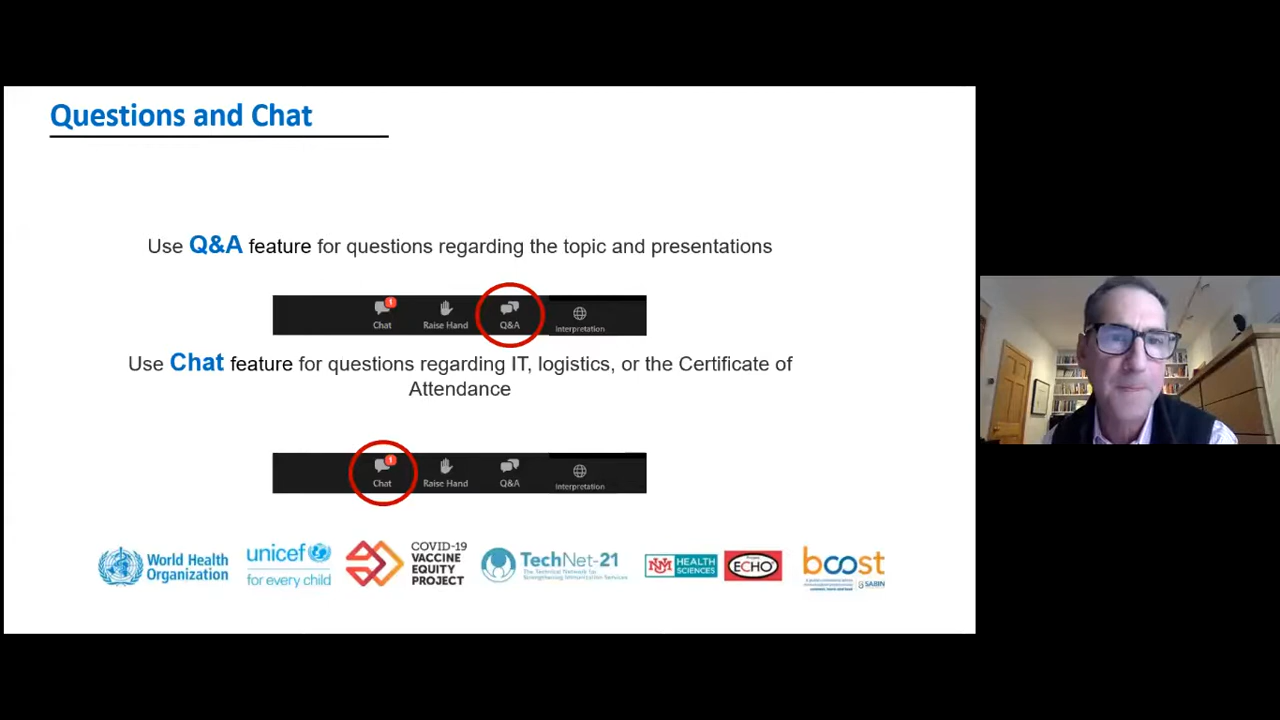 Questions and Chat
Use Q&A feature for questions regarding the topic and presentations
1
Chat Raise Hand Q&A Interpretation
Use Chat feature for questions regarding IT, logistics, or the Certificate of
Attendance
1
Chat Raise Hand Q&A Interpretation
World Health
Organization
unicef
for every child
COVID-19
VACCINE
EQUITY
PROJECT
TechNet-21
The Technical Network for
Strengthening Immunization Services
HEALTH
SCIENCES
ECHO
boost
SABIN